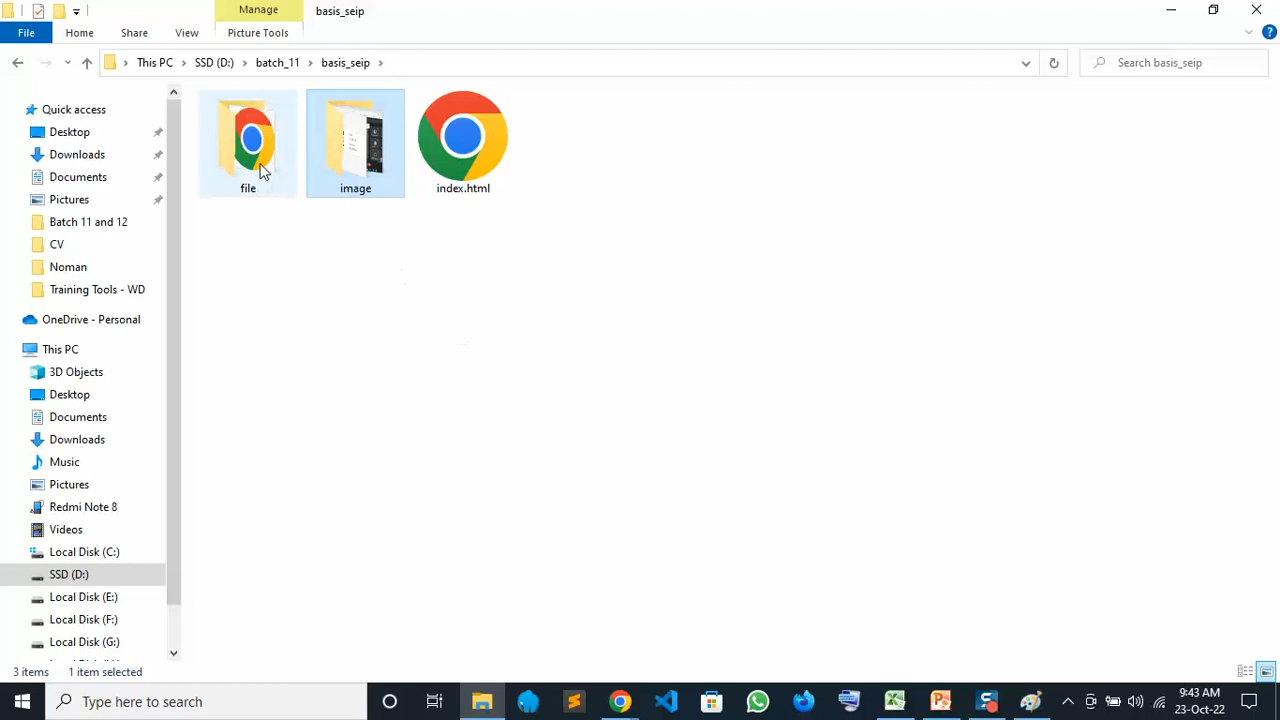 Manage
basis_seip
File
Home
Share
View
Picture Tools
This PC
SSD (D:)
batch_11
basis_seip
Search basis_seip
Quick access
Desktop
Downloads
Documents
Pictures
Batch 11 and 12
CV
Noman
Training Tools - WD
OneDrive - Personal
This PC
3D Objects
Desktop
Documents
Downloads
Music
Pictures
Redmi Note 8
Videos
Local Disk (C:)
SSD (D:)
Local Disk (E:)
Local Disk (F:)
Local Disk (G:)
file
image
index.html
3 items
1 item selected
Type here to search
9:43 AM
23-Oct-22